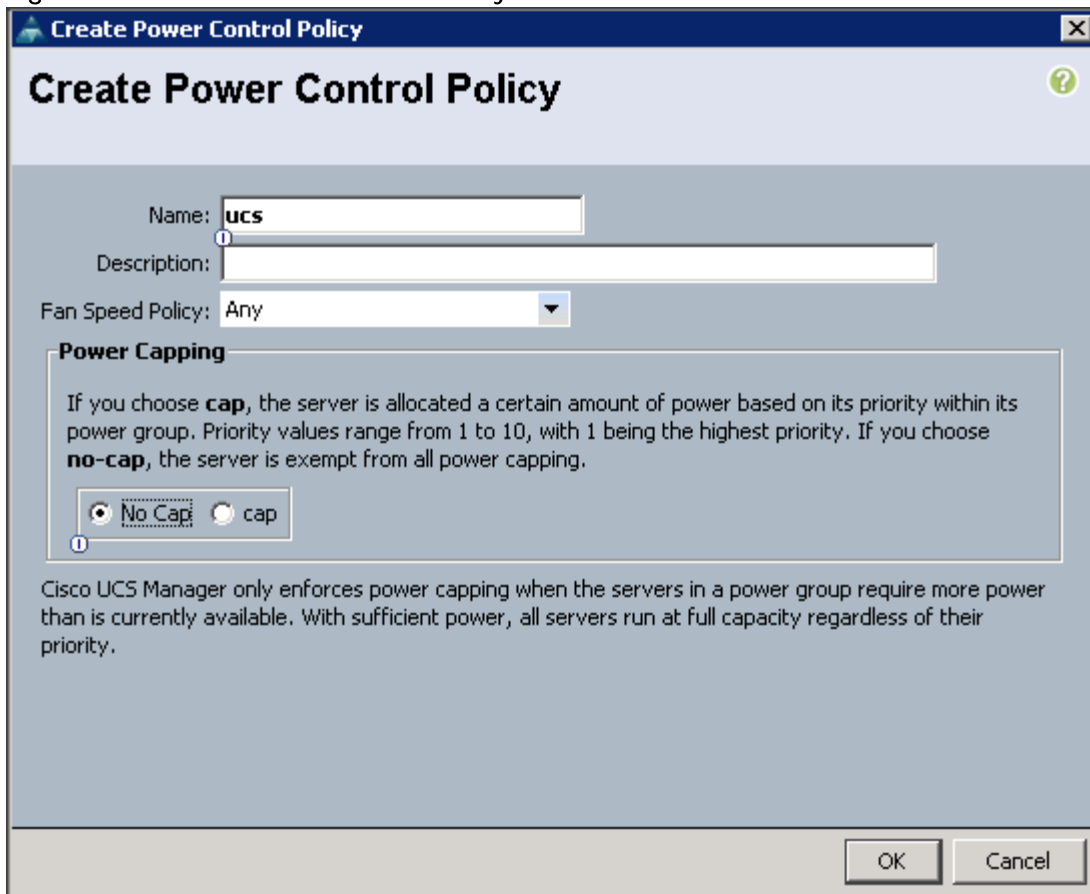 Create Power Control Policy
Create Power Control Policy
Name: ucs
Description:
Fan Speed Policy: Any
Power Capping
If you choose cap, the server is allocated a certain amount of power based on its priority within its
power group. Priority values range from 1 to 10, with 1 being the highest priority. If you choose
no-cap, the server is exempt from all power capping.
No Cap cap
Cisco UCS Manager only enforces power capping when the servers in a power group require more power
than is currently available. With sufficient power, all servers run at full capacity regardless of their
priority.
OK Cancel